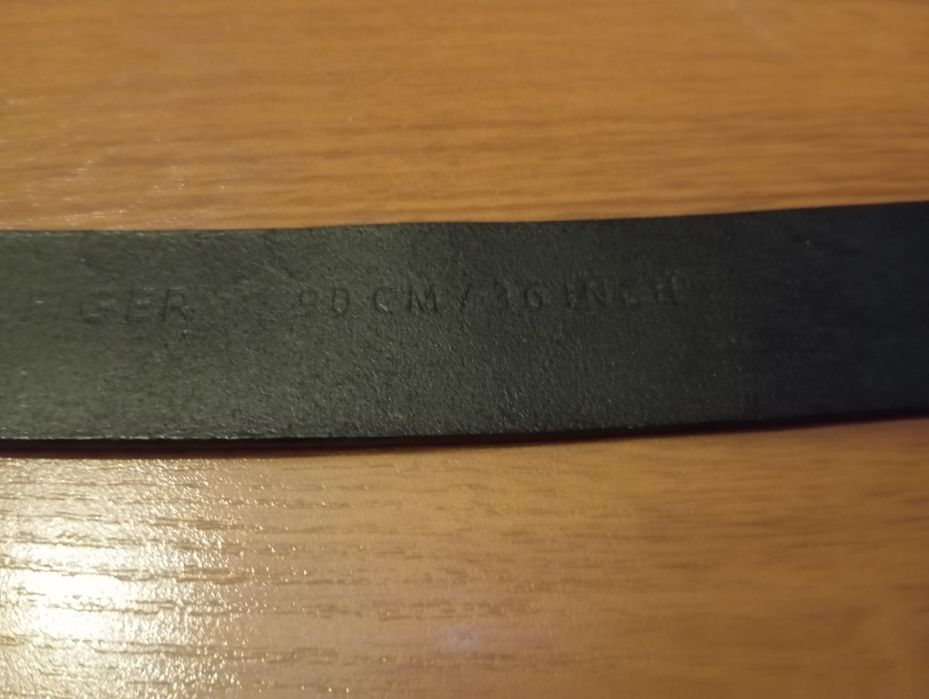 GER 90 CM / 36 INCH